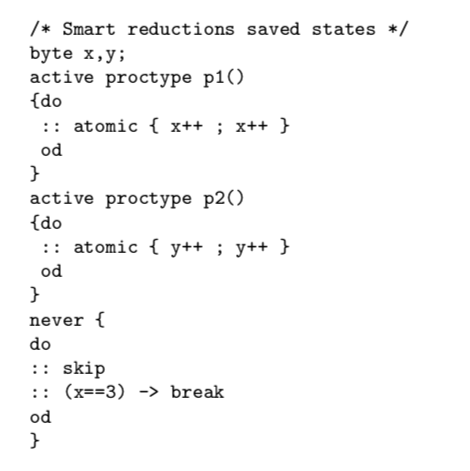 /* Smart reductions saved states */
byte x,y;
active proctype p1()
{do
 :: atomic { x++ ; x++ }
 od
}
active proctype p2()
{do
 :: atomic { y++ ; y++ }
 od
}
never {
do
:: skip
:: (x==3) -> break
od
}